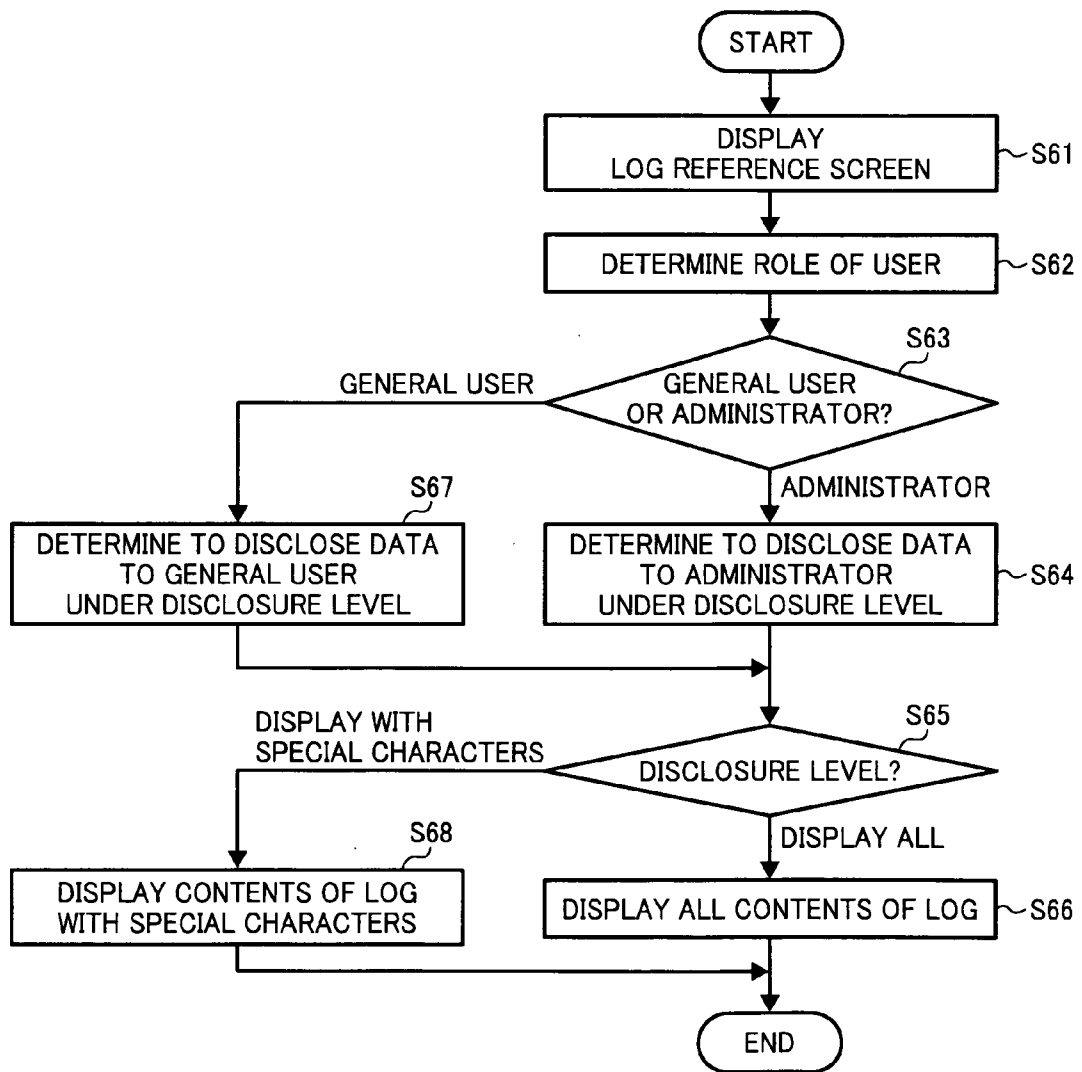 START
DISPLAY
LOG REFERENCE SCREEN
S61
DETERMINE ROLE OF USER
S62
S63
GENERAL USER
GENERAL USER
OR ADMINISTRATOR?
ADMINISTRATOR
S67
DETERMINE TO DISCLOSE DATA
TO GENERAL USER
UNDER DISCLOSURE LEVEL
DETERMINE TO DISCLOSE DATA
TO ADMINISTRATOR
UNDER DISCLOSURE LEVEL
S64
DISPLAY WITH
SPECIAL CHARACTERS
S65
DISCLOSURE LEVEL?
DISPLAY ALL
S68
DISPLAY CONTENTS OF LOG
WITH SPECIAL CHARACTERS
DISPLAY ALL CONTENTS OF LOG
S66
END